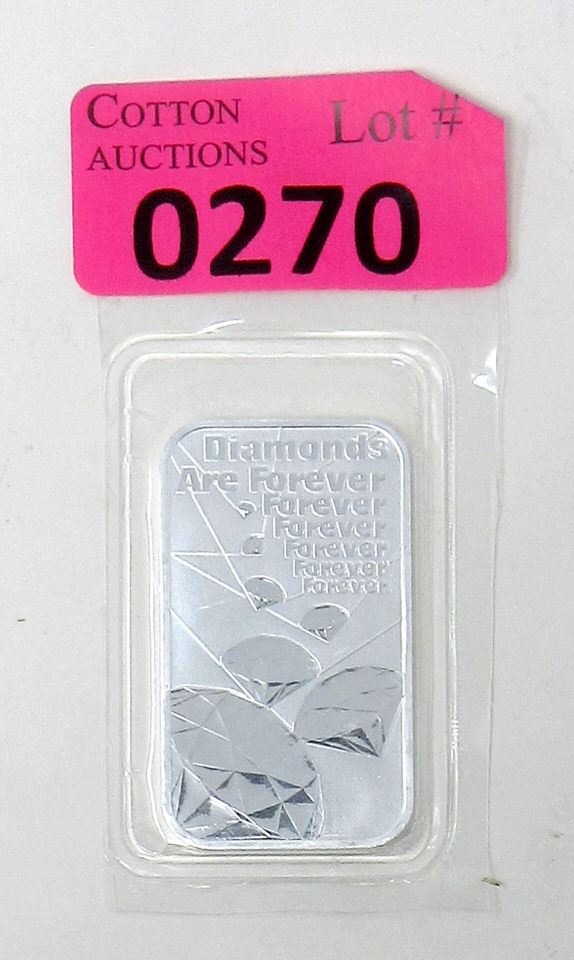 COTTON
AUCTIONS
Lot #
0270
Diamonds
Are Forever
Forever
Forever
Forever
Forever
Forever